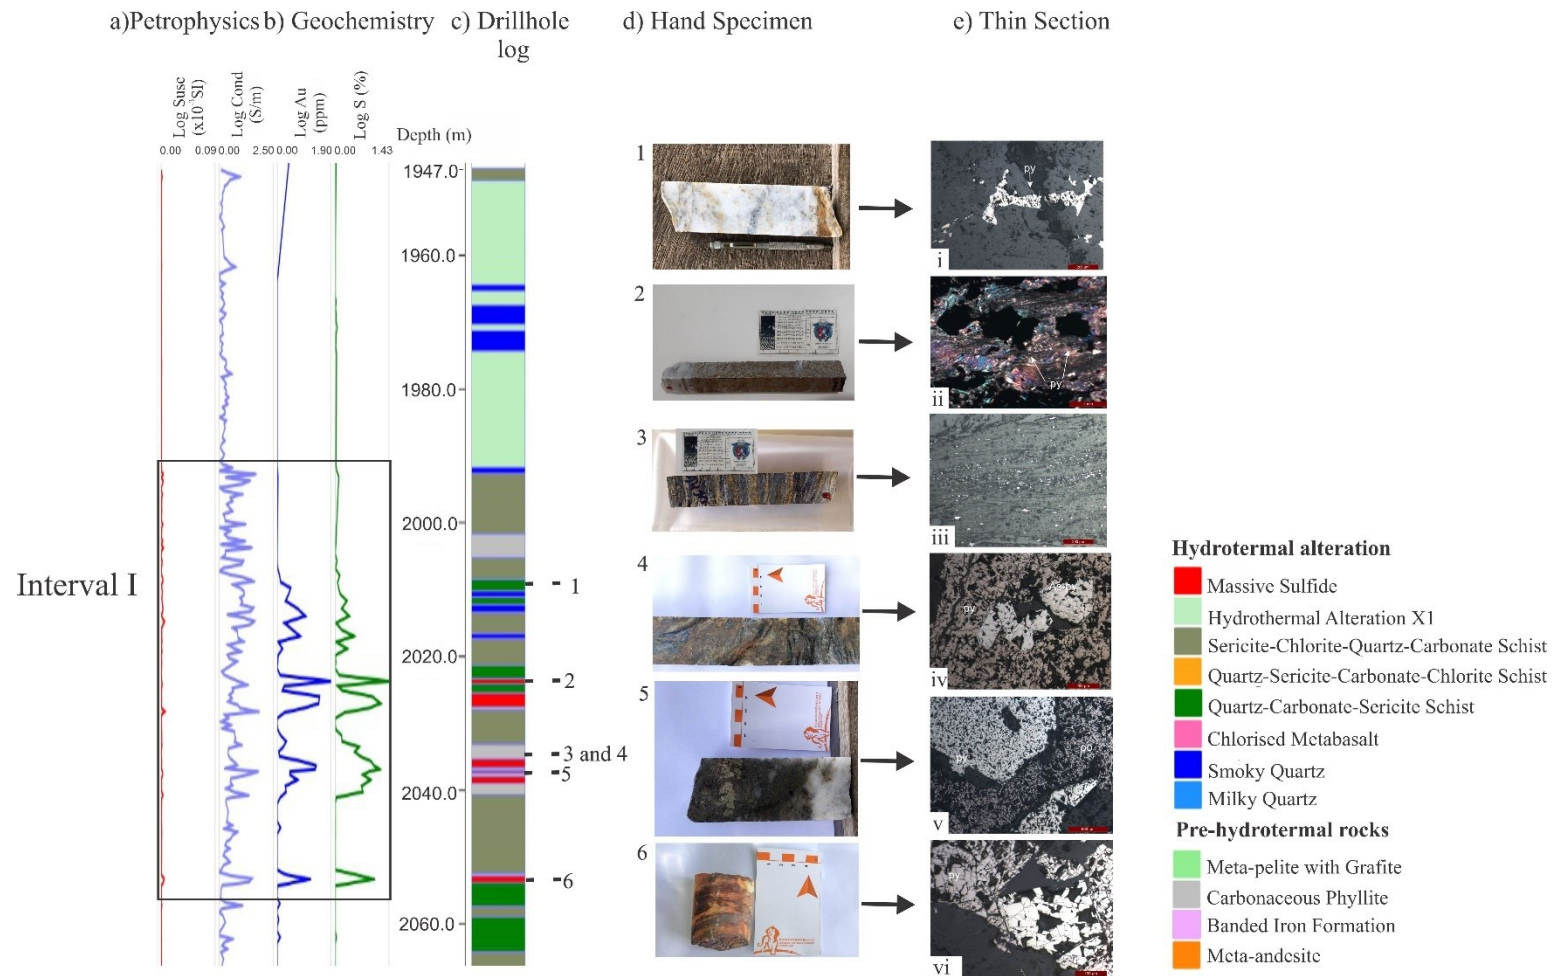 a)Petrophysics b) Geochemistry c) Drillhole log d) Hand Specimen e) Thin Section
Log Susc (x10⁻³SI)
Log Cond (S/m)
Log Au (ppm)
Log S (%)
Depth (m)
0.00 0.09 0.00 2.50 0.00 1.90 0.00 1.43
1947.0
1960.0
1980.0
2000.0
2020.0
2040.0
2060.0
Interval I
1
2
3 and 4
5
6
1
py
i
2
py
ii
3
iii
4
py
iv
5
py
po
v
6
py
vi
Hydrotermal alteration
Massive Sulfide
Hydrothermal Alteration X1
Sericite-Chlorite-Quartz-Carbonate Schist
Quartz-Sericite-Carbonate-Chlorite Schist
Quartz-Carbonate-Sericite Schist
Chlorised Metabasalt
Smoky Quartz
Milky Quartz
Pre-hydrotermal rocks
Meta-pelite with Grafite
Carbonaceous Phyllite
Banded Iron Formation
Meta-andesite